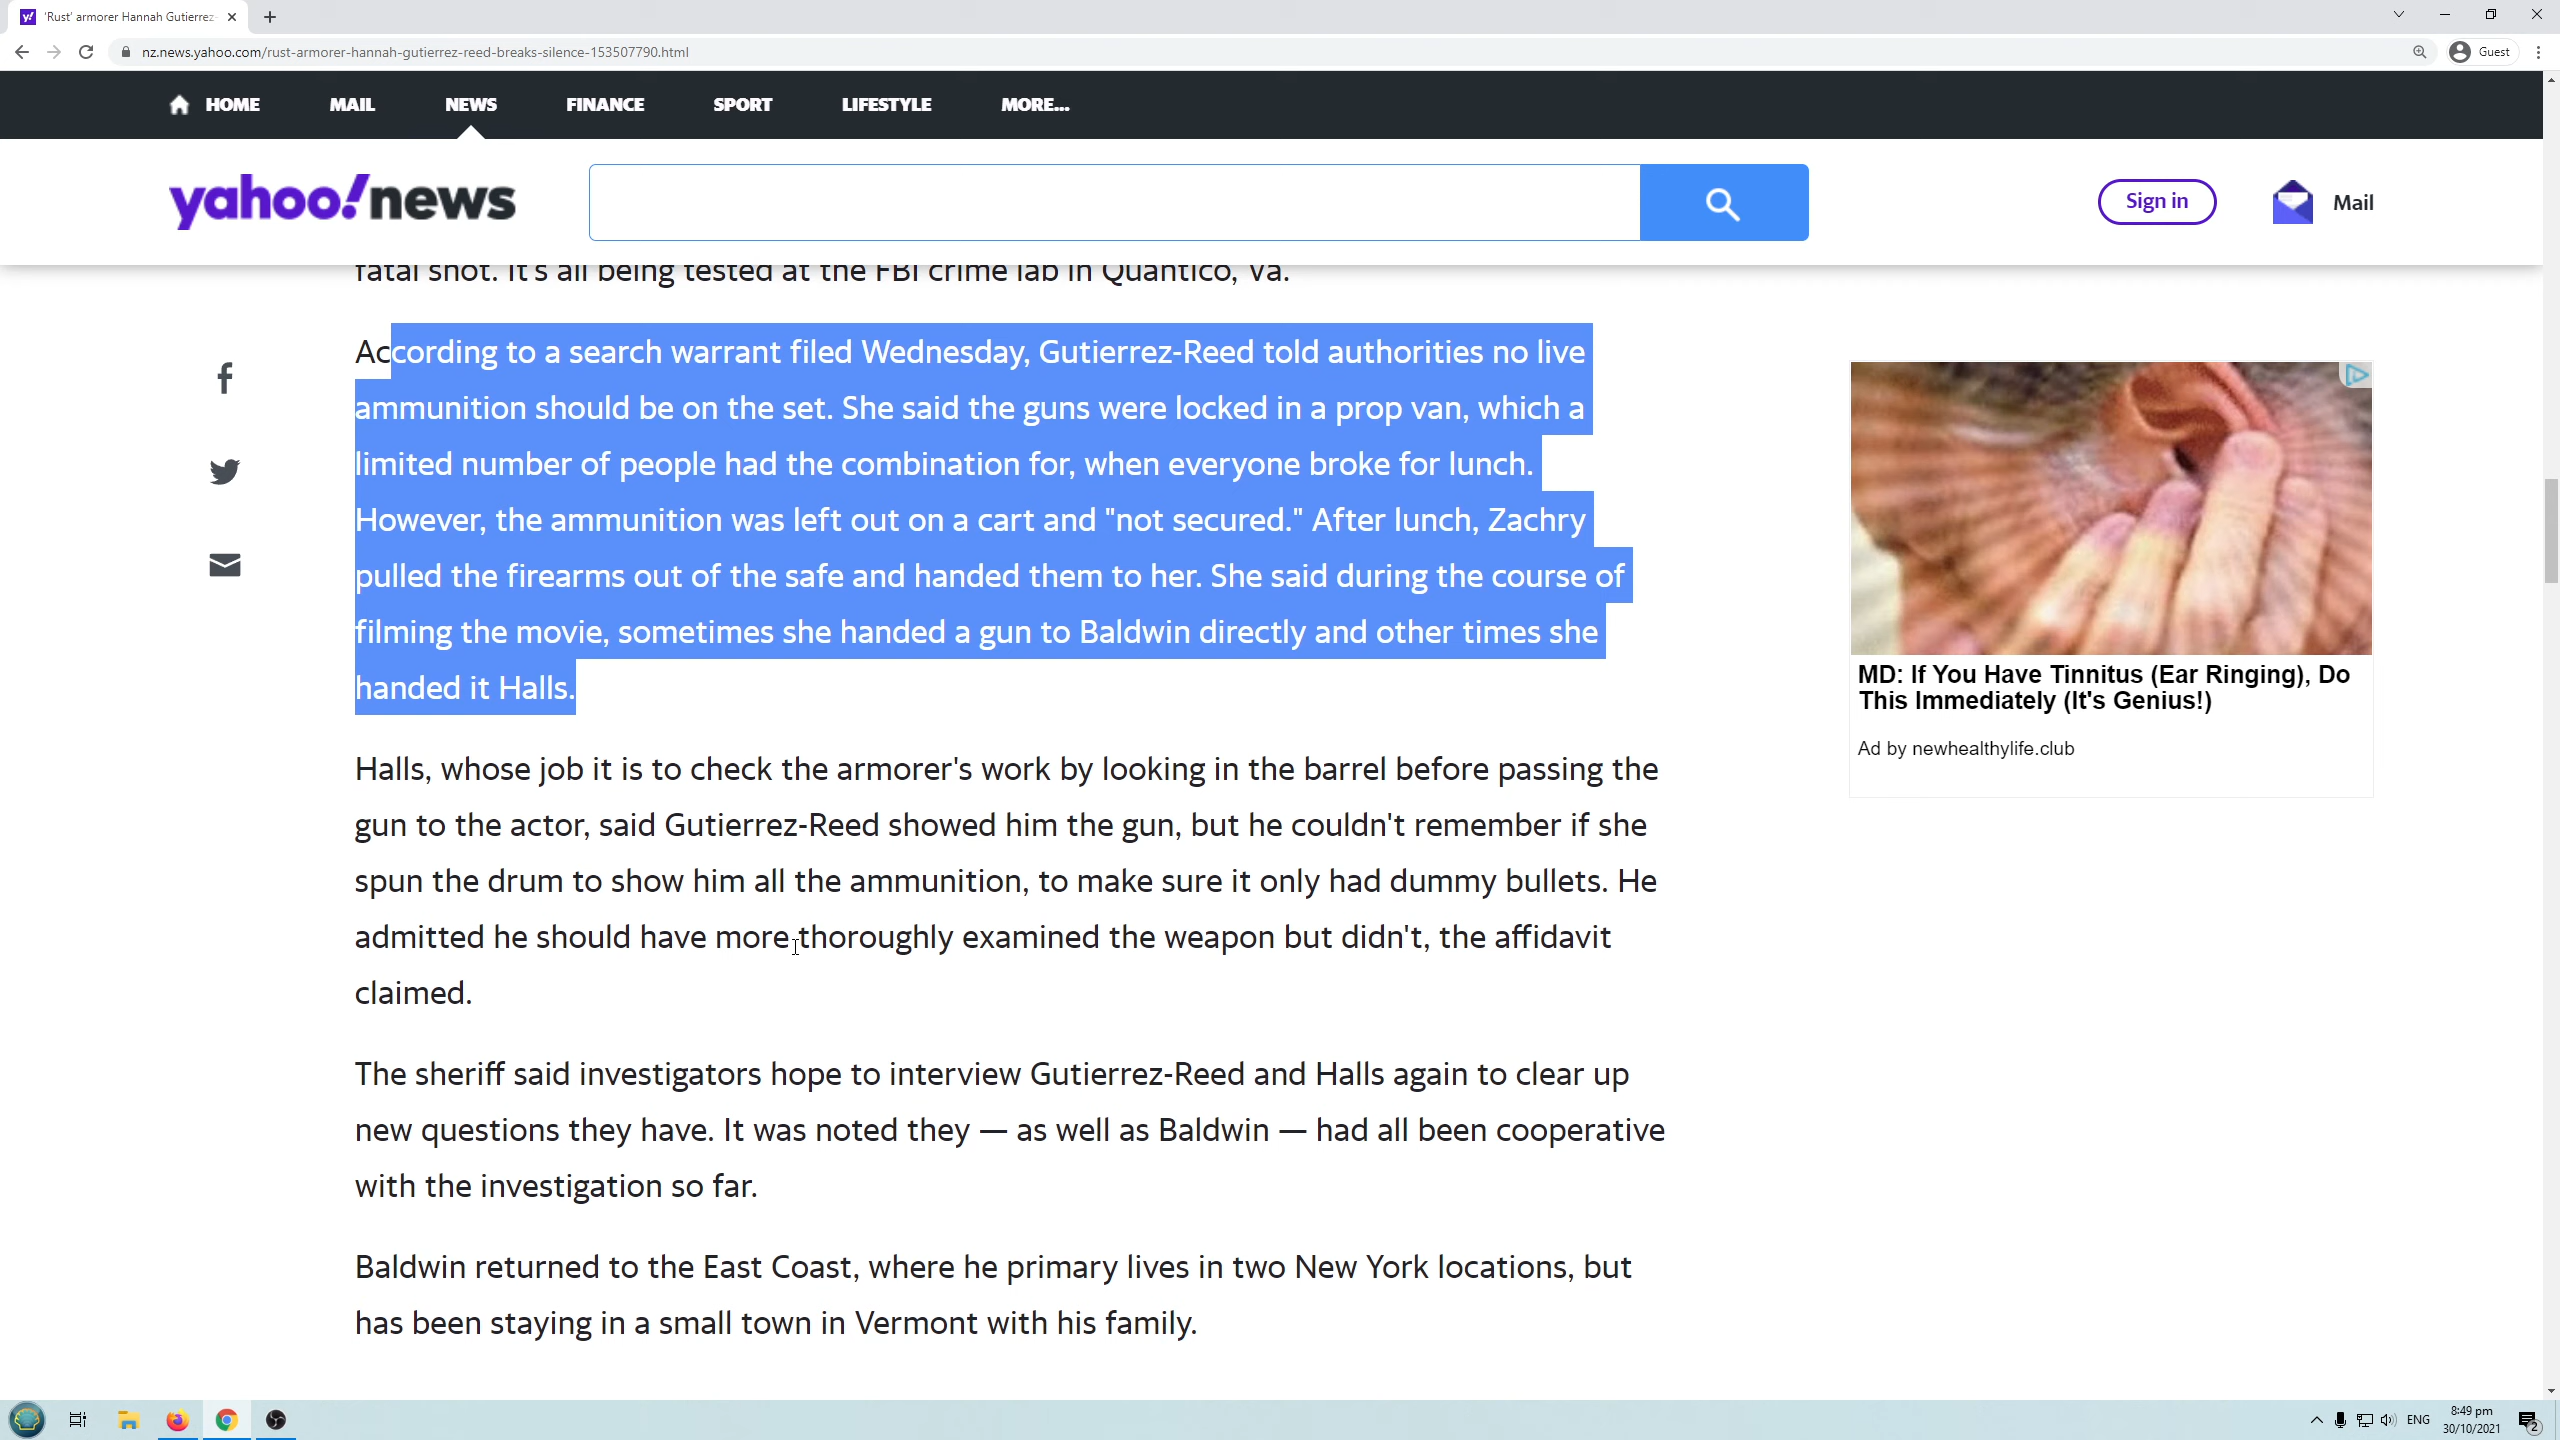 'Rust' armorer Hannah Gutierrez-
nz.news.yahoo.com/rust-armorer-hannah-gutierrez-reed-breaks-silence-153507790.html
Guest
HOME MAIL NEWS FINANCE SPORT LIFESTYLE MORE...
yahoo!news
Sign in
Mail
fatal shot. It's all being tested at the FBI crime lab in Quantico, Va.
According to a search warrant filed Wednesday, Gutierrez-Reed told authorities no live
ammunition should be on the set. She said the guns were locked in a prop van, which a
limited number of people had the combination for, when everyone broke for lunch.
However, the ammunition was left out on a cart and "not secured." After lunch, Zachry
pulled the firearms out of the safe and handed them to her. She said during the course of
filming the movie, sometimes she handed a gun to Baldwin directly and other times she
handed it Halls.
Halls, whose job it is to check the armorer's work by looking in the barrel before passing the
gun to the actor, said Gutierrez-Reed showed him the gun, but he couldn't remember if she
spun the drum to show him all the ammunition, to make sure it only had dummy bullets. He
admitted he should have more thoroughly examined the weapon but didn't, the affidavit
claimed.
The sheriff said investigators hope to interview Gutierrez-Reed and Halls again to clear up
new questions they have. It was noted they — as well as Baldwin — had all been cooperative
with the investigation so far.
Baldwin returned to the East Coast, where he primary lives in two New York locations, but
has been staying in a small town in Vermont with his family.
MD: If You Have Tinnitus (Ear Ringing), Do
This Immediately (It's Genius!)
Ad by newhealthylife.club
ENG
8:49 pm
30/10/2021
2